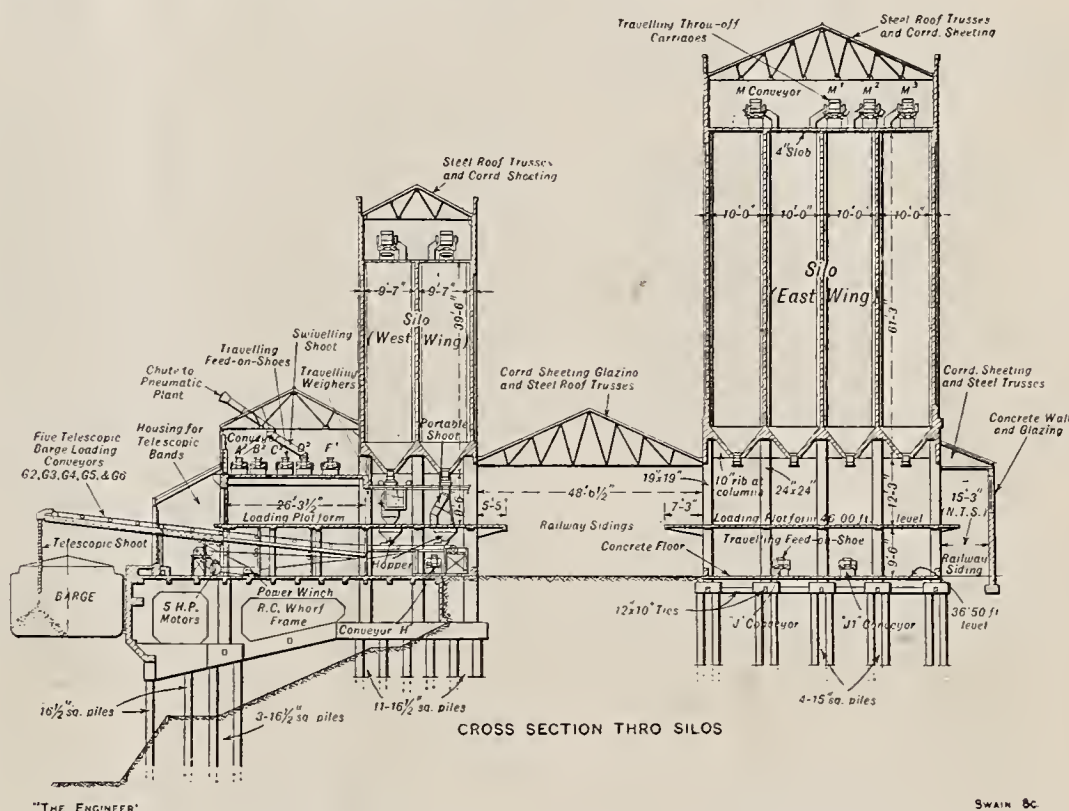 Travelling Throw-off
Carriages
Steel Roof Trusses
and Corrd. Sheeting
M Conveyor
M¹
M²
M³
4" Slab
Steel Roof Trusses
and Corrd Sheeting
10'-0"
10'-0"
10'-0"
10'-0"
9'-7"
9'-7"
Silo
(West Wing)
39'-6"
Silo
(East Wing)
61'-3"
Swivelling
Shoot
Travelling
Feed-on-Shoes
Travelling
Weighers
Chute to
Pneumatic
Plant
Corrd Sheeting Glazing
and Steel Roof Trusses
Corrd. Sheeting
and Steel Trusses
Portable
Shoot
Concrete Wall
and Glazing
Housing for
Telescopic
Bands
Five Telescopic
Barge Loading
Conveyors
G2, G3, G4, G5, & G6
Conveyors
26'-3½"
Loading Platform
19"x19"
10" rib at
column
24"x24"
12'-3"
48'-6½"
5'-5"
7'-3"
15'-3"
(N.T.S.)
Railway Sidings
Loading Platform 46·00 ft
level
Telescopic Shoot
Hopper
Concrete Floor
Travelling Feed-on-Shoe
9'-6"
Railway
Siding
BARGE
5 H.P.
Motors
Power Winch
R.C. Wharf
Frame
Conveyor H
12"x10" Ties
"J" Conveyor
"J1" Conveyor
36·50 ft
level
16½" sq. piles
3-16½" sq. piles
11-16½" sq. piles
4-15" sq. piles
CROSS SECTION THRO SILOS
"THE ENGINEER"
SWAIN SC.